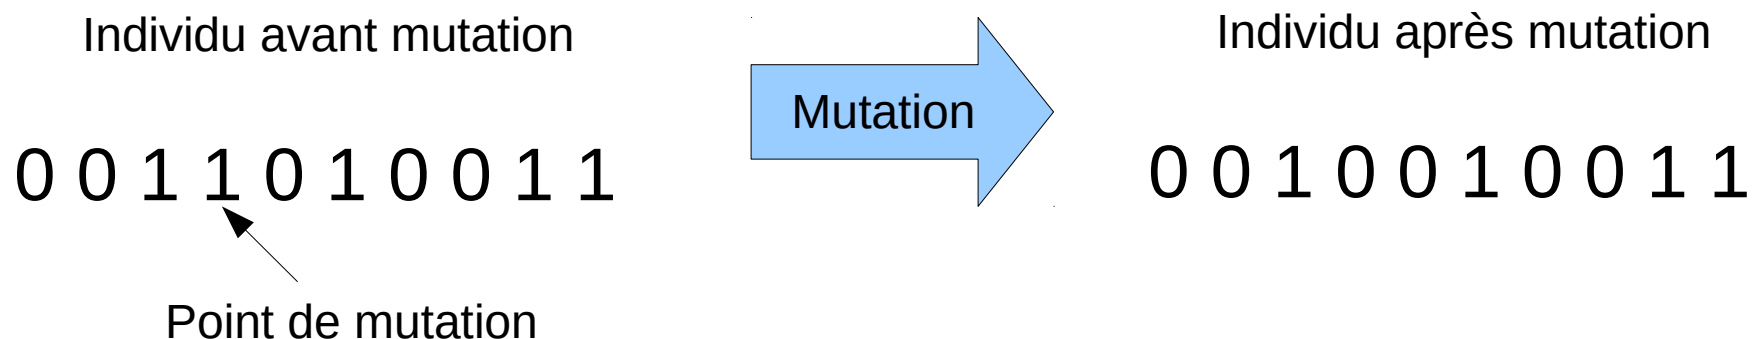 Individu avant mutation
0 0 1 1 0 1 0 0 1 1
Point de mutation
Mutation
Individu après mutation
0 0 1 0 0 1 0 0 1 1